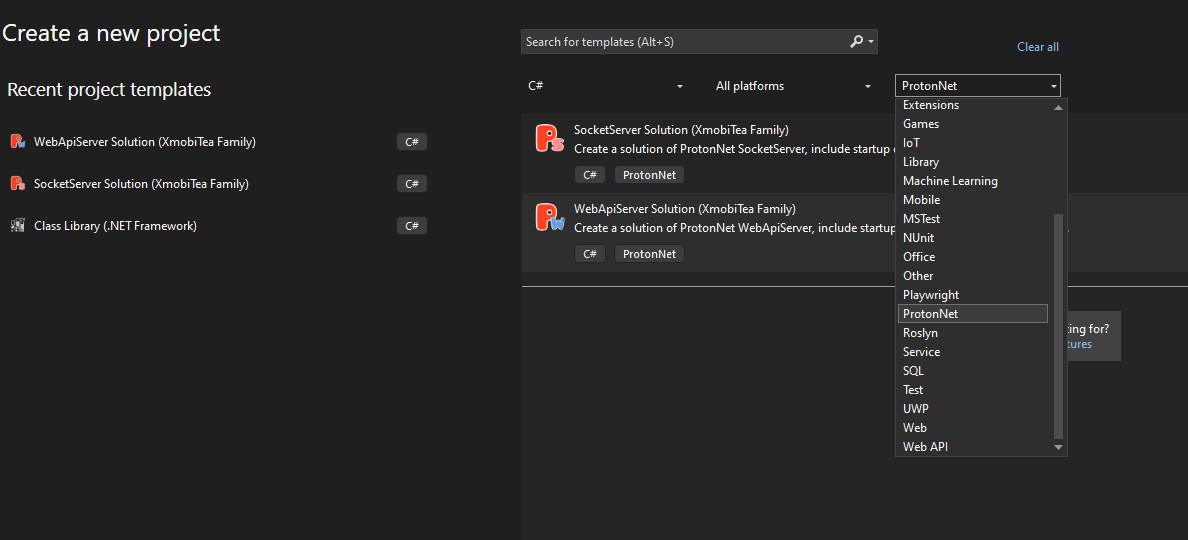 Create a new project
Recent project templates
WebApiServer Solution (XmobiTea Family)
C#
SocketServer Solution (XmobiTea Family)
C#
Class Library (.NET Framework)
C#
Search for templates (Alt+S)
Clear all
C#
All platforms
ProtonNet
SocketServer Solution (XmobiTea Family)
Create a solution of ProtonNet SocketServer, include startup
C#
ProtonNet
WebApiServer Solution (XmobiTea Family)
Create a solution of ProtonNet WebApiServer, include startup
C#
ProtonNet
Extensions
Games
IoT
Library
Machine Learning
Mobile
MSTest
NUnit
Office
Other
Playwright
ProtonNet
Roslyn
Service
SQL
Test
UWP
Web
Web API
for?